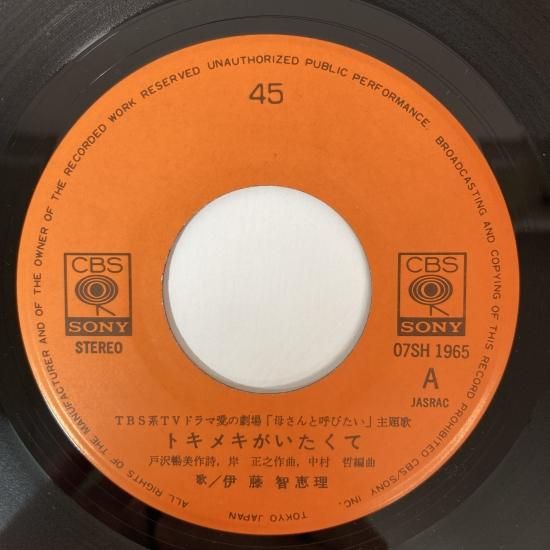 ALL RIGHTS OF THE MANUFACTURER AND OF THE OWNER OF THE RECORDED WORK RESERVED UNAUTHORIZED PUBLIC PERFORMANCE, BROADCASTING AND COPYING OF THIS RECORD PROHIBITED CBS/SONY INC. TOKYO JAPAN
45
CBS
SONY
STEREO
CBS
SONY
07SH 1965
A
JASRAC
TBS系TVドラマ愛の劇場「母さんと呼びたい」主題歌
トキメキがいたくて
戸沢暢美作詩, 岸 正之作曲, 中村 哲編曲
歌/伊藤智恵理